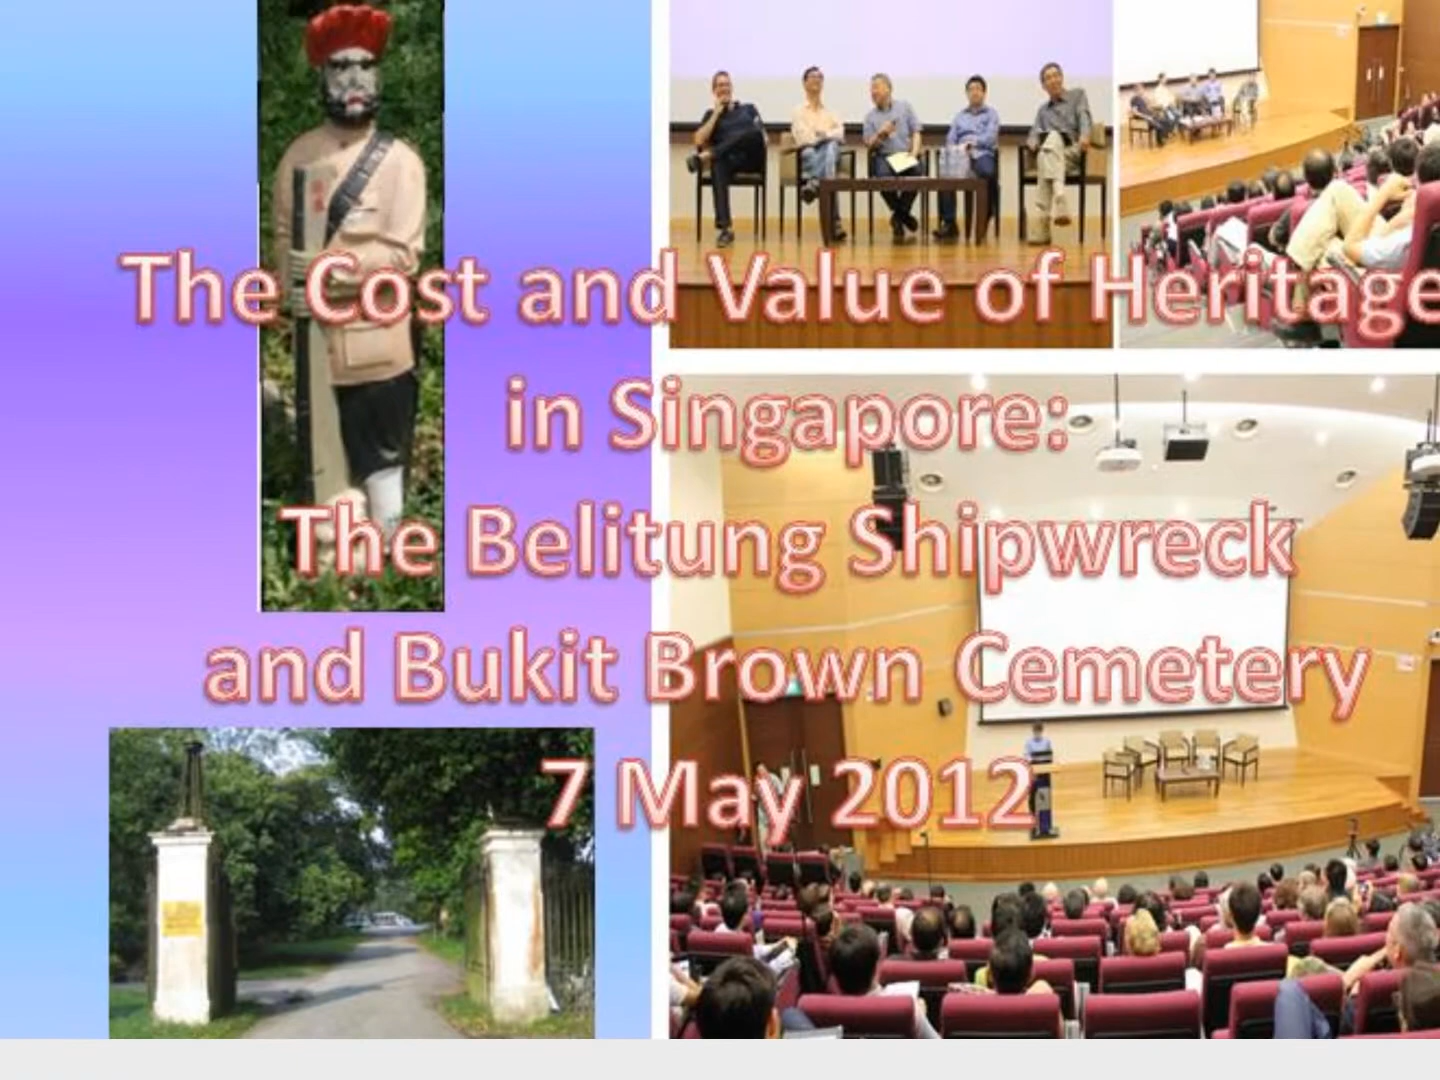 The Cost and Value of Heritage
in Singapore:
The Belitung Shipwreck
and Bukit Brown Cemetery
7 May 2012